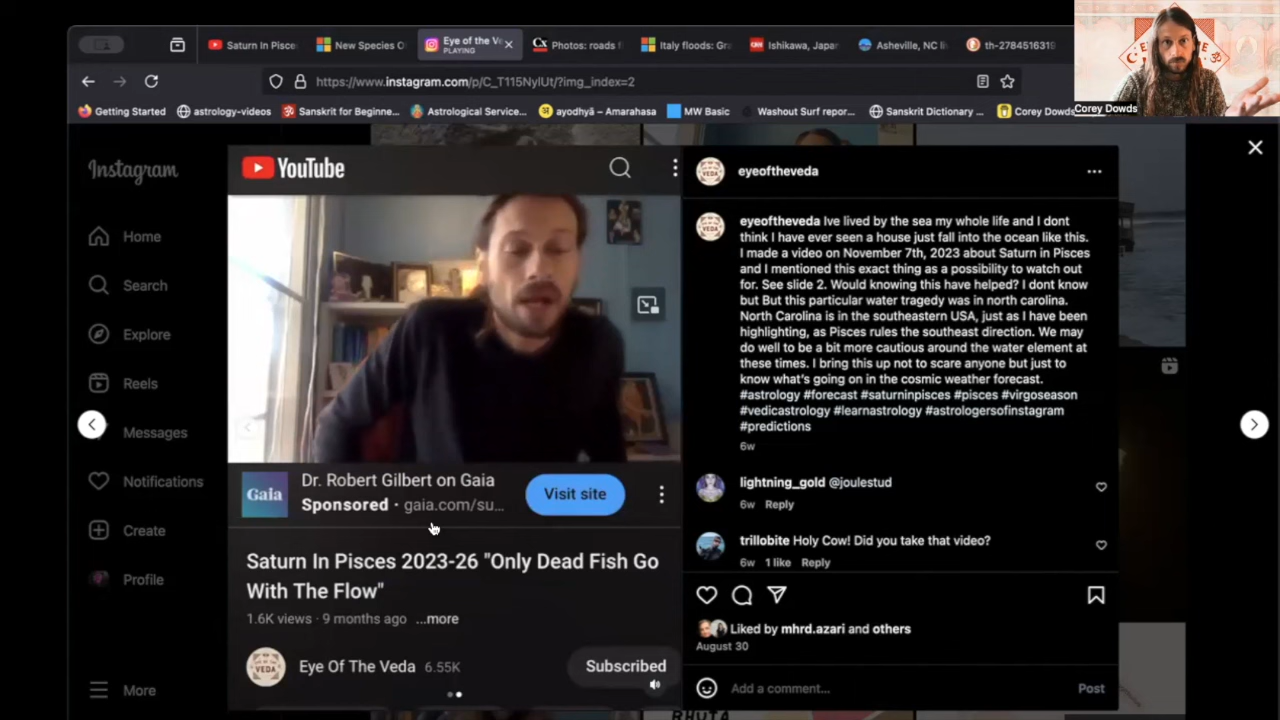 Saturn In Pisce
New Species O
Eye of the Ve
PLAYING
Cx
Photos: roads f
Italy floods: Gra
CNN
Ishikawa, Japa
Asheville, NC li
th-2784516319
https://www.instagram.com/p/C_T115NylUt/?img_index=2
Getting Started
astrology-videos
Sanskrit for Beginne...
Astrological Service...
अ
ayodhyā – Amarahasa
MW Basic
Washout Surf repor...
Sanskrit Dictionary ...
Corey Dowds
Corey Dowds
Instagram
Home
Search
Explore
Reels
Messages
Notifications
Create
Profile
More
YouTube
Gaia
Dr. Robert Gilbert on Gaia
Sponsored · gaia.com/su...
Visit site
Saturn In Pisces 2023-26 "Only Dead Fish Go
With The Flow"
1.6K views · 9 months ago ...more
Eye Of The Veda 6.55K
Subscribed
eyeoftheveda
eyeoftheveda Ive lived by the sea my whole life and I dont
think I have ever seen a house just fall into the ocean like this.
I made a video on November 7th, 2023 about Saturn in Pisces
and I mentioned this exact thing as a possibility to watch out
for. See slide 2. Would knowing this have helped? I dont know
but But this particular water tragedy was in north carolina.
North Carolina is in the southeastern USA, just as I have been
highlighting, as Pisces rules the southeast direction. We may
do well to be a bit more cautious around the water element at
these times. I bring this up not to scare anyone but just to
know what's going on in the cosmic weather forecast.
#astrology #forecast #saturninpisces #pisces #virgoseason
#vedicastrology #learnastrology #astrologersofinstagram
#predictions
6w
lightning_gold @joulestud
6w Reply
trillobite Holy Cow! Did you take that video?
6w 1 like Reply
Liked by mhrd.azari and others
August 30
Add a comment...
Post